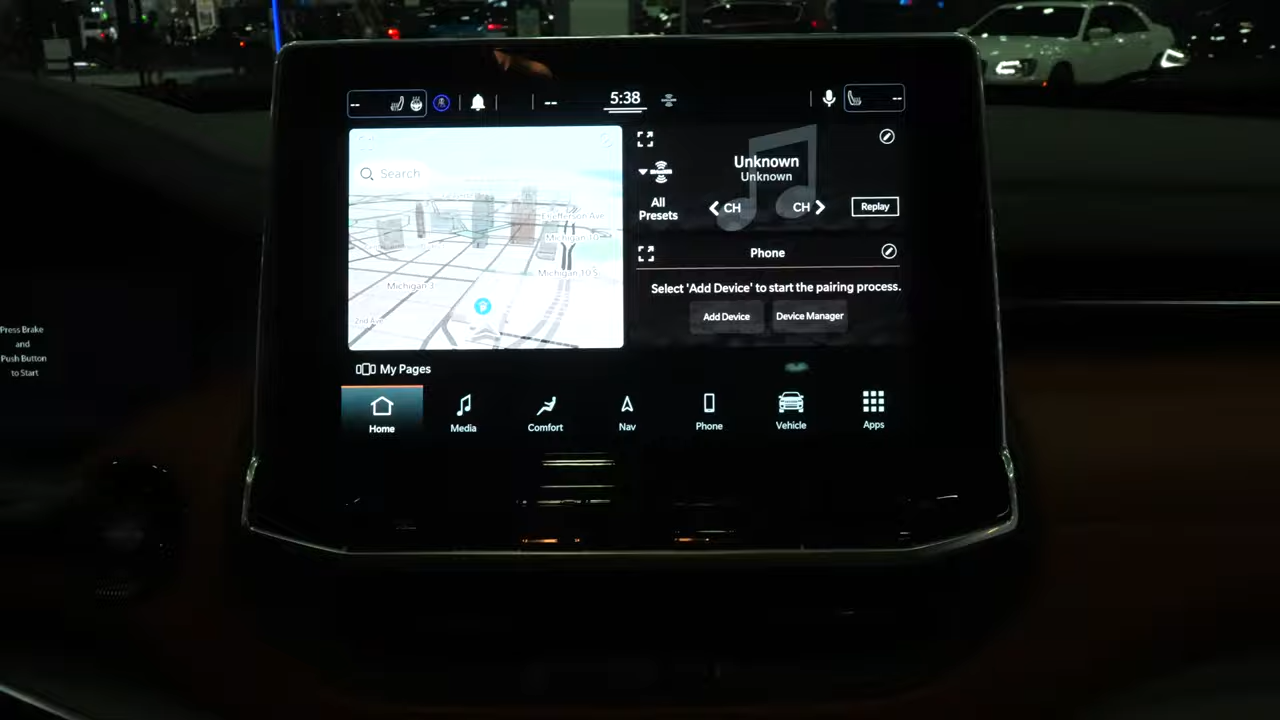 5:38
Search
E Jefferson Ave
Michigan 10
Michigan 10
Michigan 3
2nd Ave
Unknown
Unknown
All
Presets
CH
CH
Replay
Phone
Select 'Add Device' to start the pairing process.
Add Device
Device Manager
My Pages
Home
Media
Comfort
Nav
Phone
Vehicle
Apps
Press Brake
and
Push Button
to Start